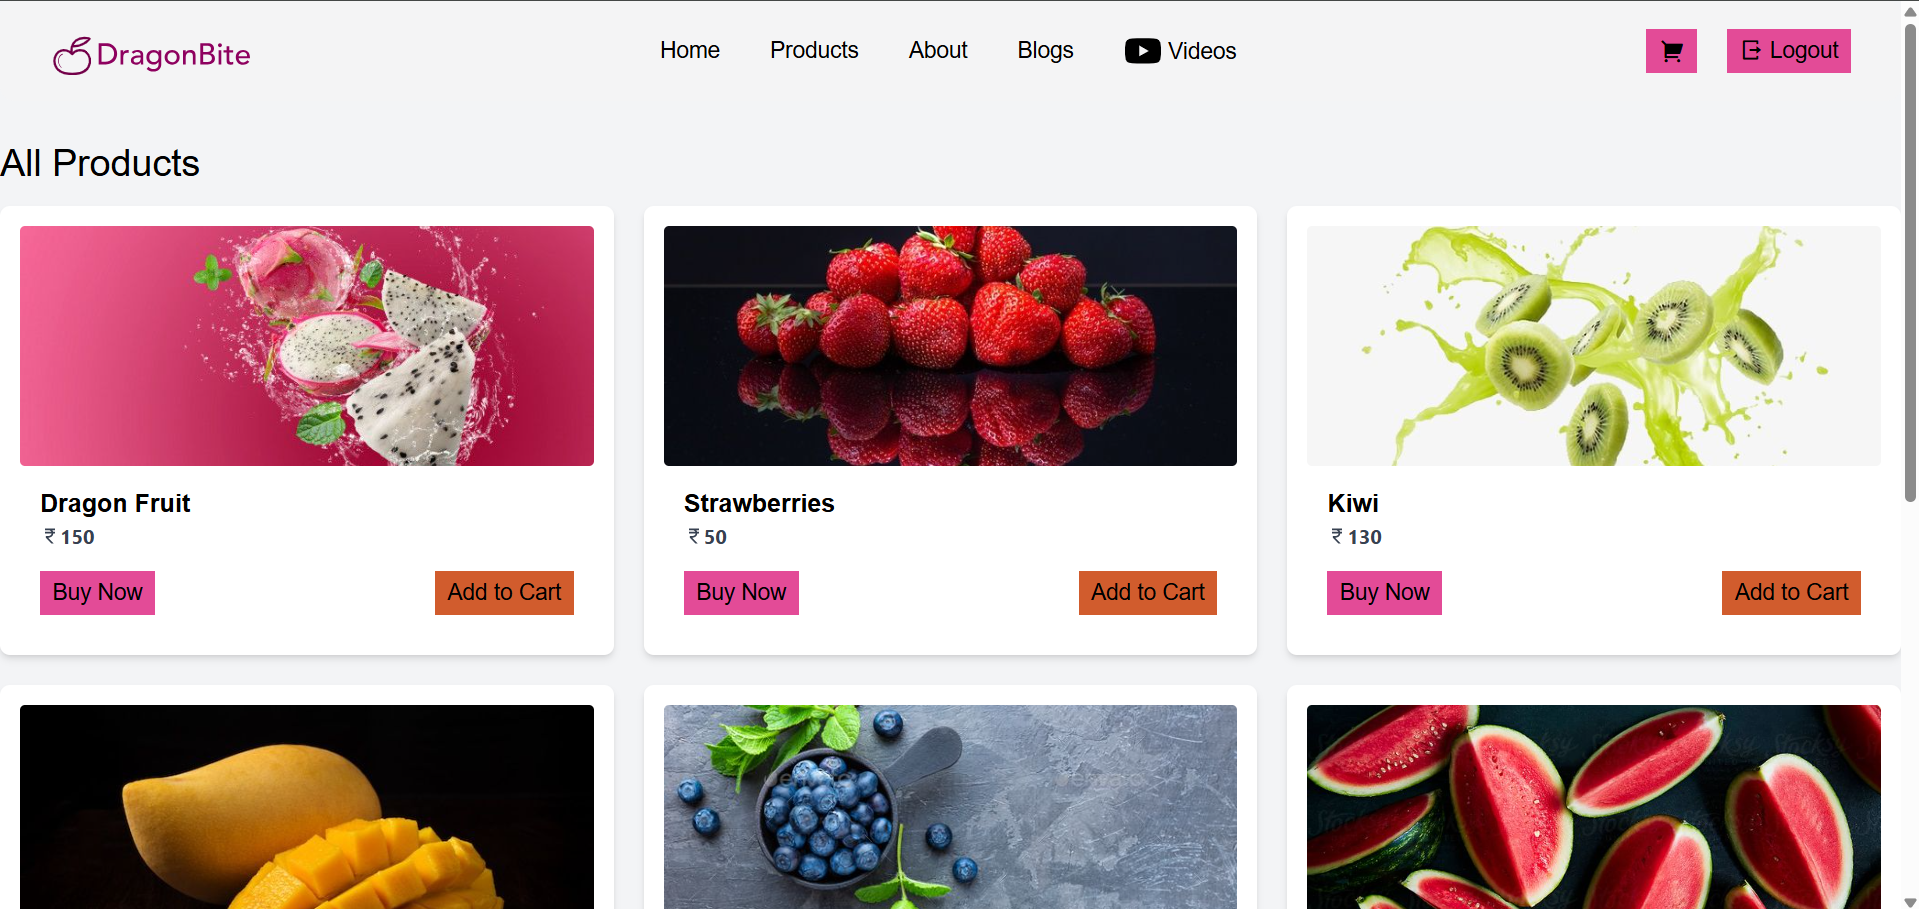 DragonBite
Home Products About Blogs Videos
Logout
All Products
Dragon Fruit
₹ 150
Buy Now Add to Cart
Strawberries
₹ 50
Buy Now Add to Cart
Kiwi
₹ 130
Buy Now Add to Cart